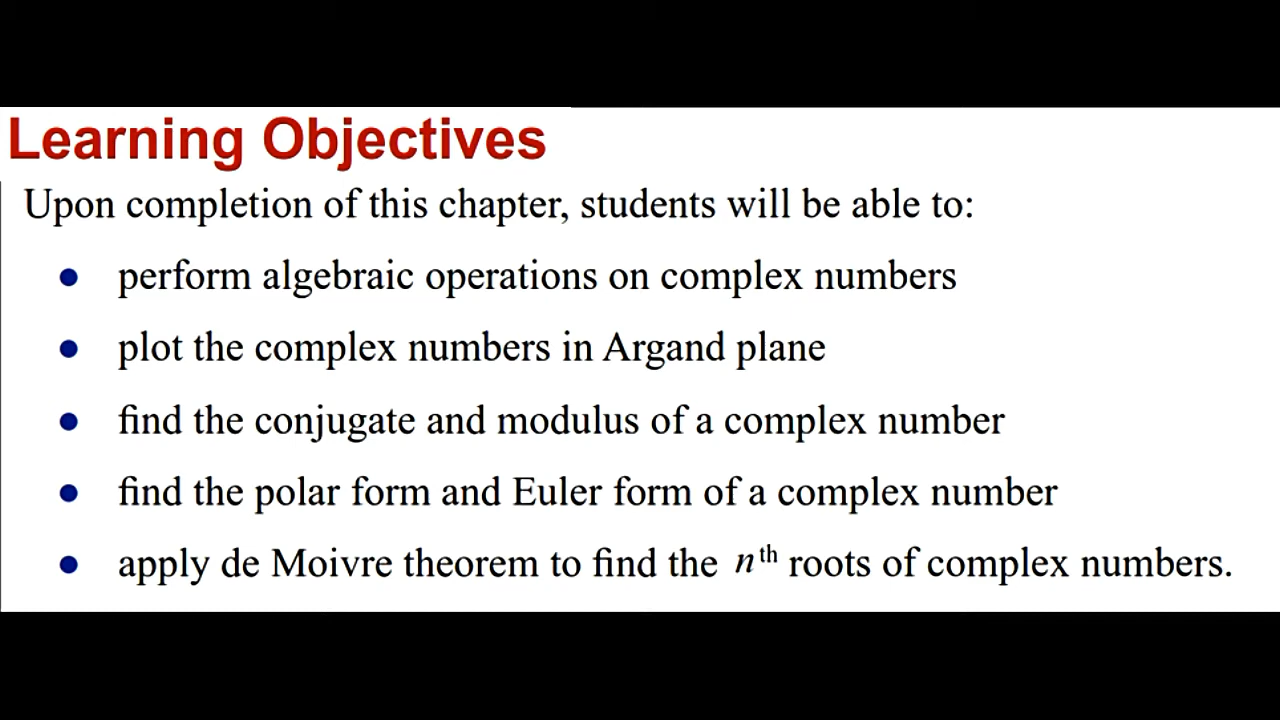 Learning Objectives
Upon completion of this chapter, students will be able to:
● perform algebraic operations on complex numbers
● plot the complex numbers in Argand plane
● find the conjugate and modulus of a complex number
● find the polar form and Euler form of a complex number
● apply de Moivre theorem to find the nᵗʰ roots of complex numbers.